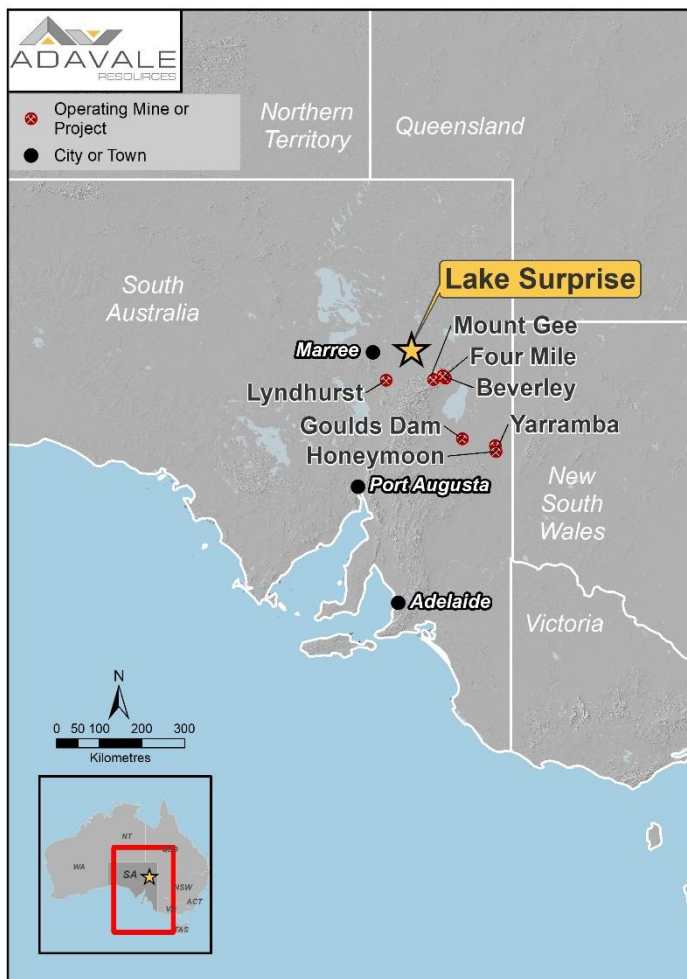 ADAVALE
RESOURCES
Operating Mine or
Project
City or Town
Northern
Territory
Queensland
South
Australia
Lake Surprise
Mount Gee
Marree
Four Mile
Lyndhurst
Beverley
Goulds Dam
Yarramba
Honeymoon
Port Augusta
New
South
Wales
Adelaide
Victoria
N
0 50 100 200 300
Kilometres
NT
QLD
WA
SA
NSW
ACT
VIC
TAS